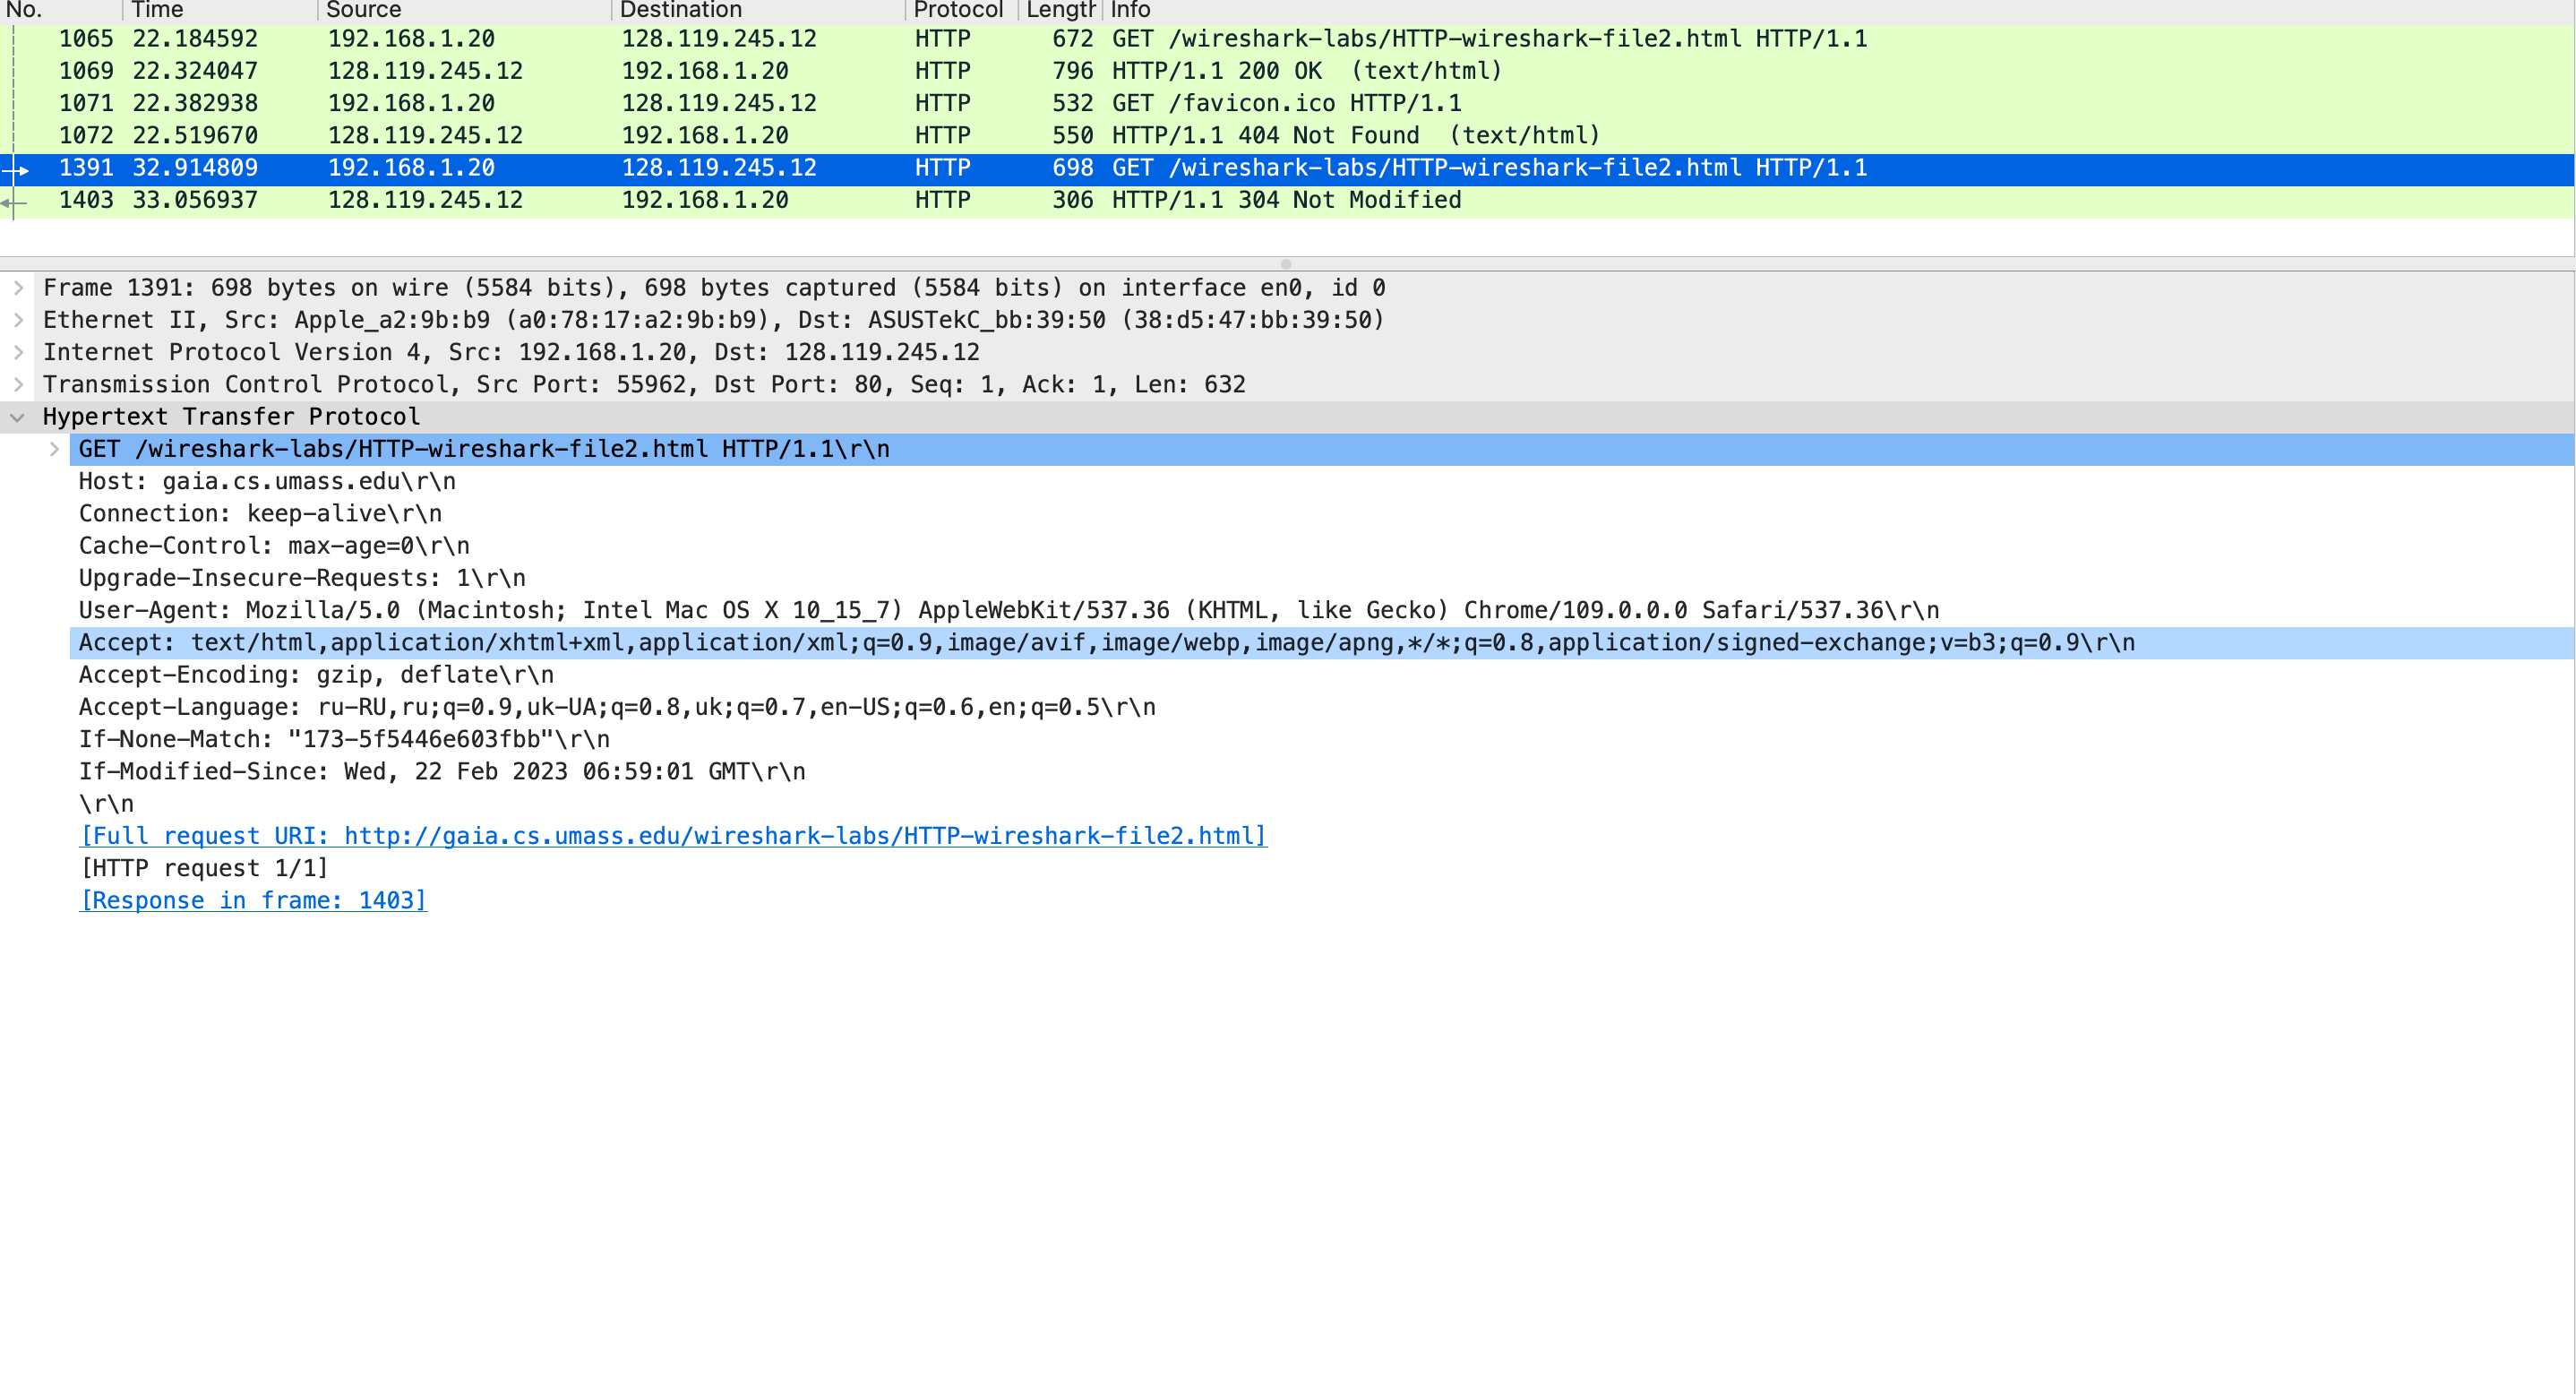 No. Time Source Destination Protocol Length Info
1065 22.184592 192.168.1.20 128.119.245.12 HTTP 672 GET /wireshark-labs/HTTP-wireshark-file2.html HTTP/1.1
1069 22.324047 128.119.245.12 192.168.1.20 HTTP 796 HTTP/1.1 200 OK (text/html)
1071 22.382938 192.168.1.20 128.119.245.12 HTTP 532 GET /favicon.ico HTTP/1.1
1072 22.519670 128.119.245.12 192.168.1.20 HTTP 550 HTTP/1.1 404 Not Found (text/html)
1391 32.914809 192.168.1.20 128.119.245.12 HTTP 698 GET /wireshark-labs/HTTP-wireshark-file2.html HTTP/1.1
1403 33.056937 128.119.245.12 192.168.1.20 HTTP 306 HTTP/1.1 304 Not Modified
Frame 1391: 698 bytes on wire (5584 bits), 698 bytes captured (5584 bits) on interface en0, id 0
Ethernet II, Src: Apple_a2:9b:b9 (a0:78:17:a2:9b:b9), Dst: ASUSTekC_bb:39:50 (38:d5:47:bb:39:50)
Internet Protocol Version 4, Src: 192.168.1.20, Dst: 128.119.245.12
Transmission Control Protocol, Src Port: 55962, Dst Port: 80, Seq: 1, Ack: 1, Len: 632
Hypertext Transfer Protocol
GET /wireshark-labs/HTTP-wireshark-file2.html HTTP/1.1\r\n
Host: gaia.cs.umass.edu\r\n
Connection: keep-alive\r\n
Cache-Control: max-age=0\r\n
Upgrade-Insecure-Requests: 1\r\n
User-Agent: Mozilla/5.0 (Macintosh; Intel Mac OS X 10_15_7) AppleWebKit/537.36 (KHTML, like Gecko) Chrome/109.0.0.0 Safari/537.36\r\n
Accept: text/html,application/xhtml+xml,application/xml;q=0.9,image/avif,image/webp,image/apng,*/*;q=0.8,application/signed-exchange;v=b3;q=0.9\r\n
Accept-Encoding: gzip, deflate\r\n
Accept-Language: ru-RU,ru;q=0.9,uk-UA;q=0.8,uk;q=0.7,en-US;q=0.6,en;q=0.5\r\n
If-None-Match: "173-5f5446e603fbb"\r\n
If-Modified-Since: Wed, 22 Feb 2023 06:59:01 GMT\r\n
\r\n
[Full request URI: http://gaia.cs.umass.edu/wireshark-labs/HTTP-wireshark-file2.html]
[HTTP request 1/1]
[Response in frame: 1403]